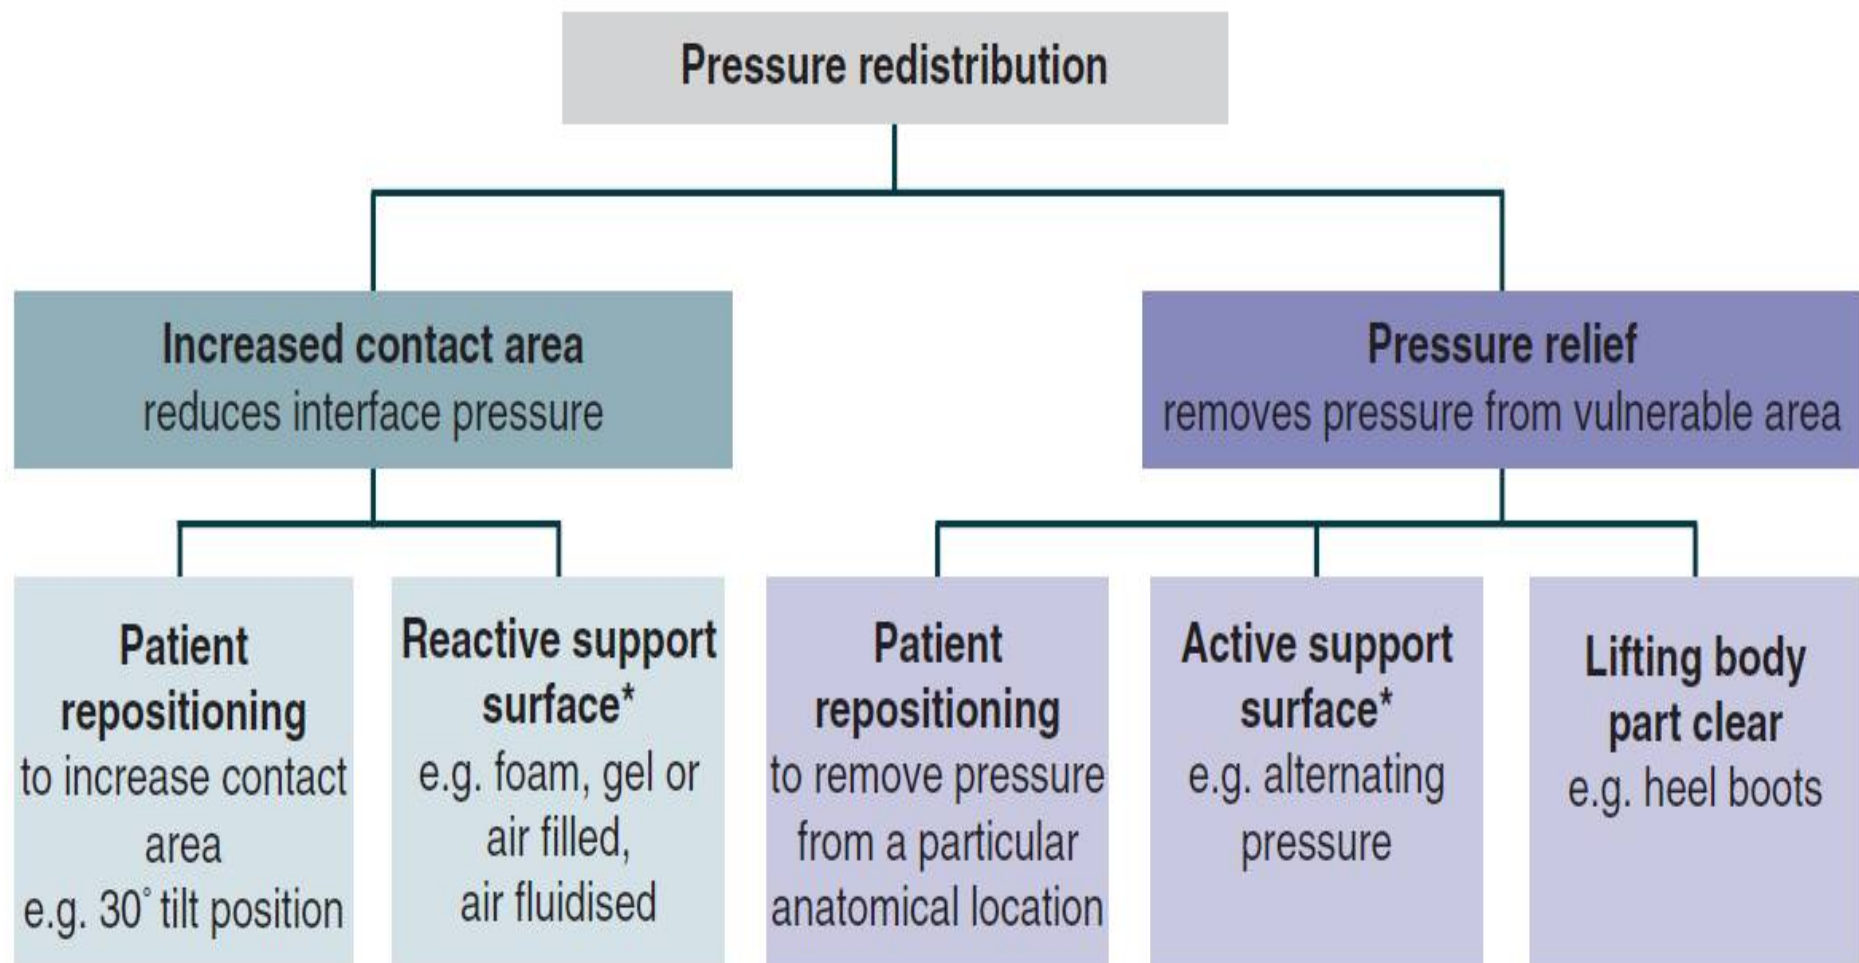 Pressure redistribution
Increased contact area
reduces interface pressure
Pressure relief
removes pressure from vulnerable area
Patient
repositioning
to increase contact
area
e.g. 30° tilt position
Reactive support
surface*
e.g. foam, gel or
air filled,
air fluidised
Patient
repositioning
to remove pressure
from a particular
anatomical location
Active support
surface*
e.g. alternating
pressure
Lifting body
part clear
e.g. heel boots